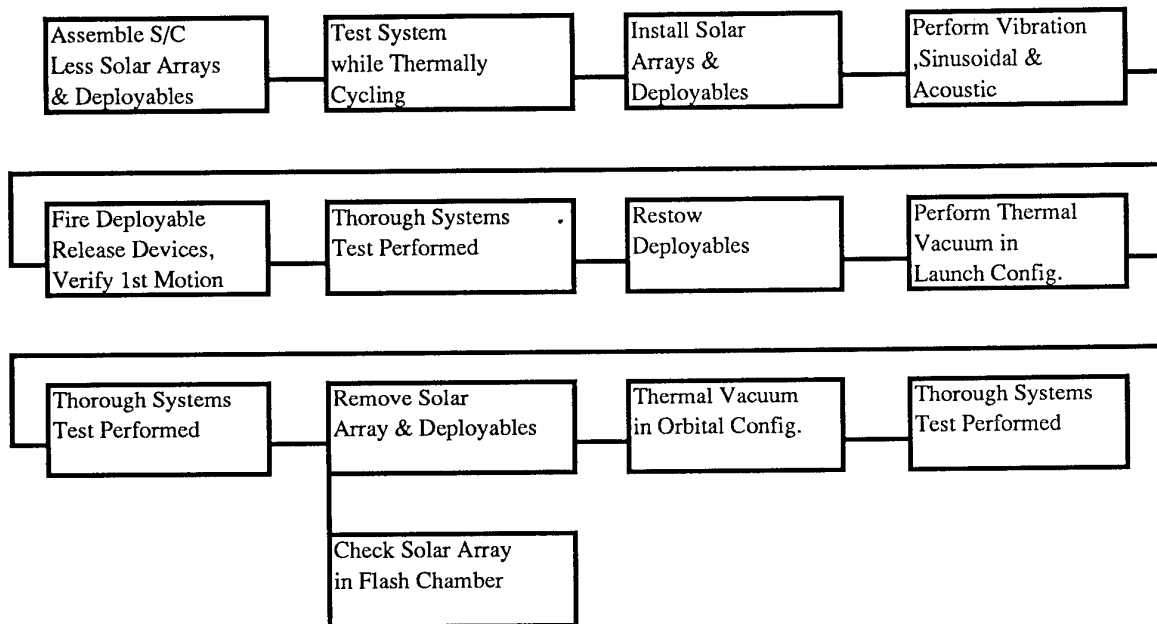 Assemble S/C
Less Solar Arrays
& Deployables
Test System
while Thermally
Cycling
Install Solar
Arrays &
Deployables
Perform Vibration
,Sinusoidal &
Acoustic
Fire Deployable
Release Devices,
Verify 1st Motion
Thorough Systems
Test Performed
Restow
Deployables
Perform Thermal
Vacuum in
Launch Config.
Thorough Systems
Test Performed
Remove Solar
Array & Deployables
Thermal Vacuum
in Orbital Config.
Thorough Systems
Test Performed
Check Solar Array
in Flash Chamber